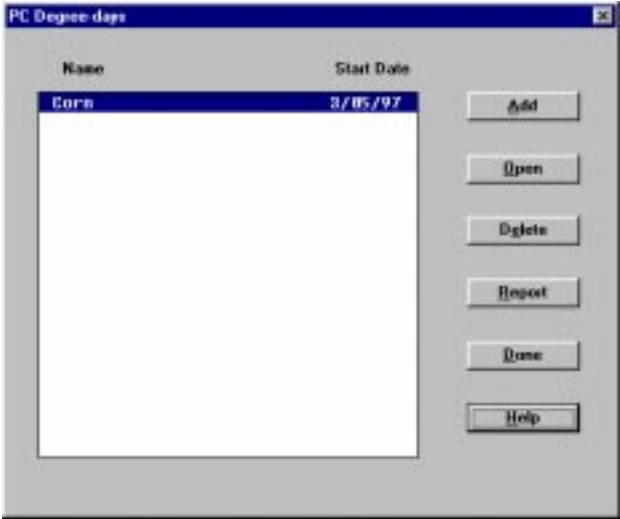 PC Degree-days
Name Start Date
Corn 3/05/97
Add
Open
Delete
Report
Done
Help